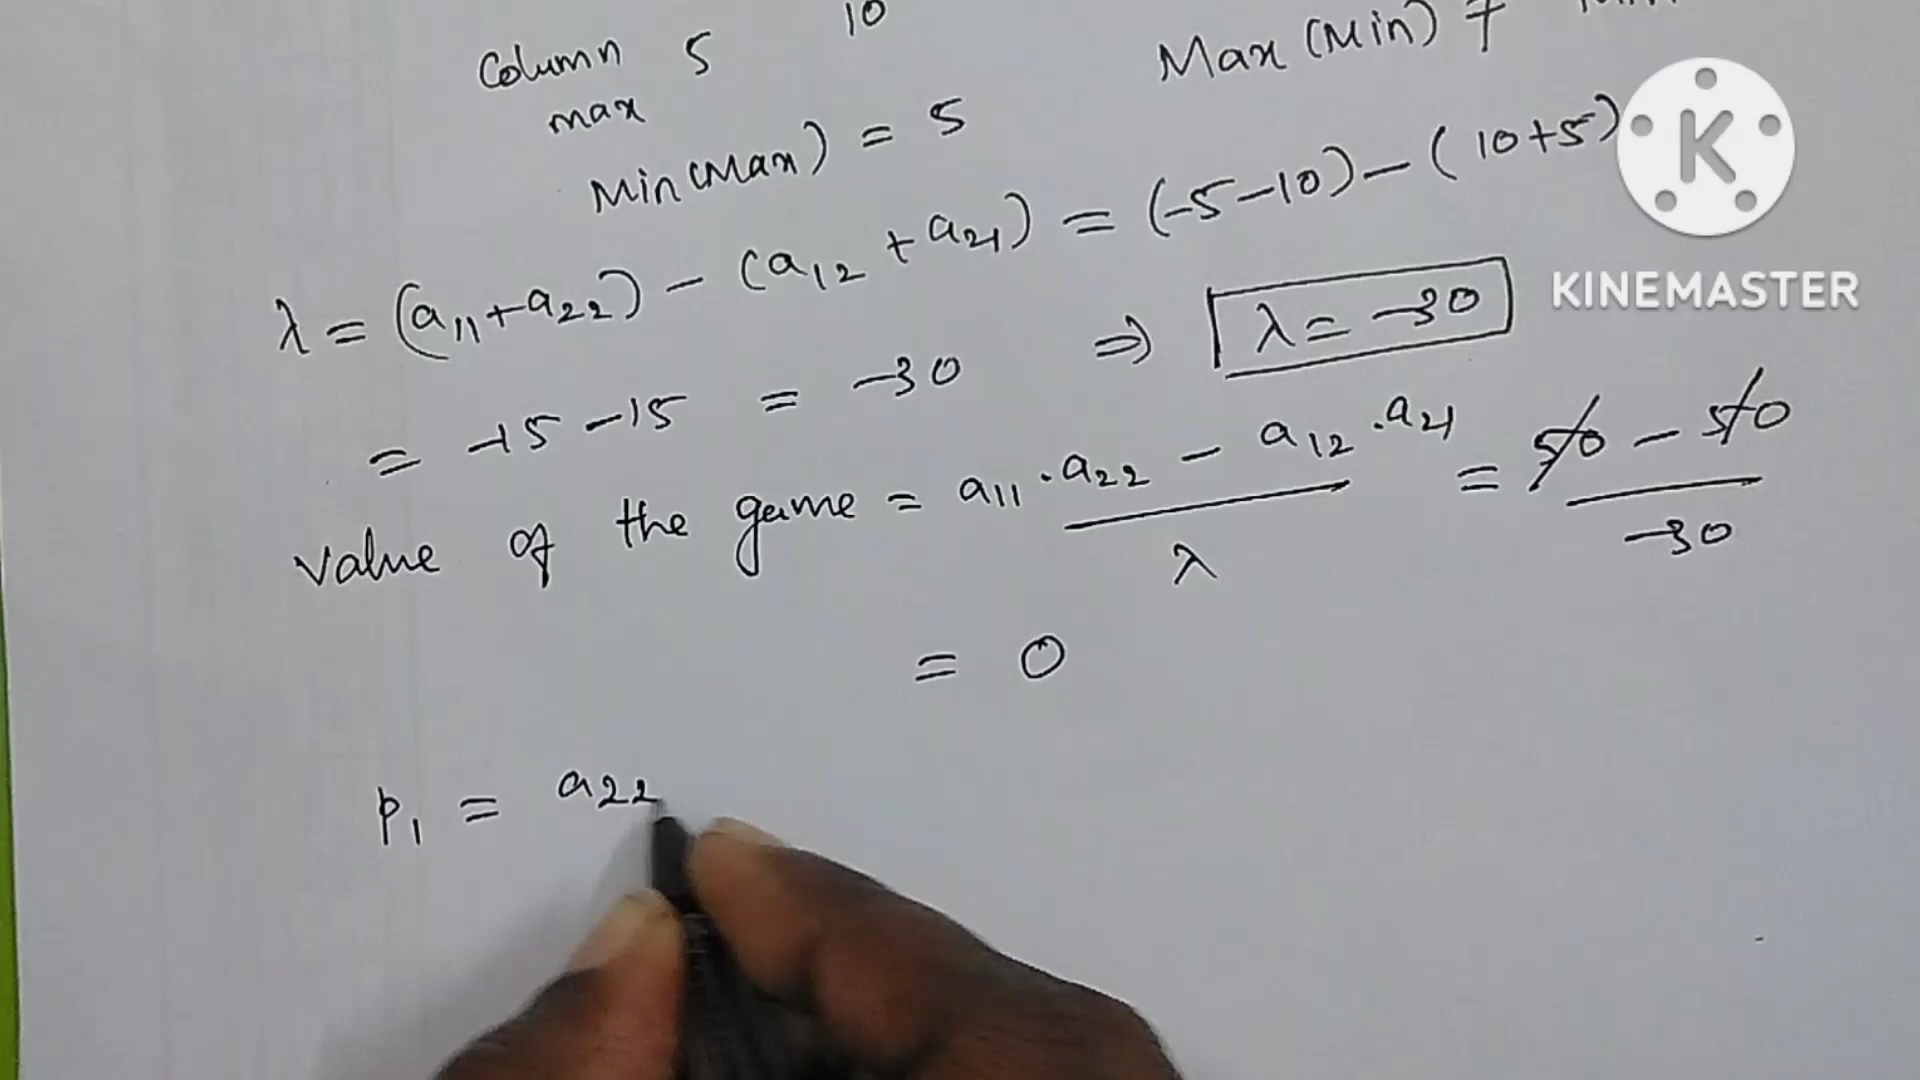 10
Column 5
max
Max (Min) ≠
Min(Max) = 5
λ = (a11+a22) - (a12 + a21) = (-5-10) - (10+5)
= -15 - 15 = -30 ⇒ λ = -30
value of the game = a11 · a22 - a12 · a21 / λ = 50 - 50 / -30
= 0
p1 = a22
K
KINEMASTER